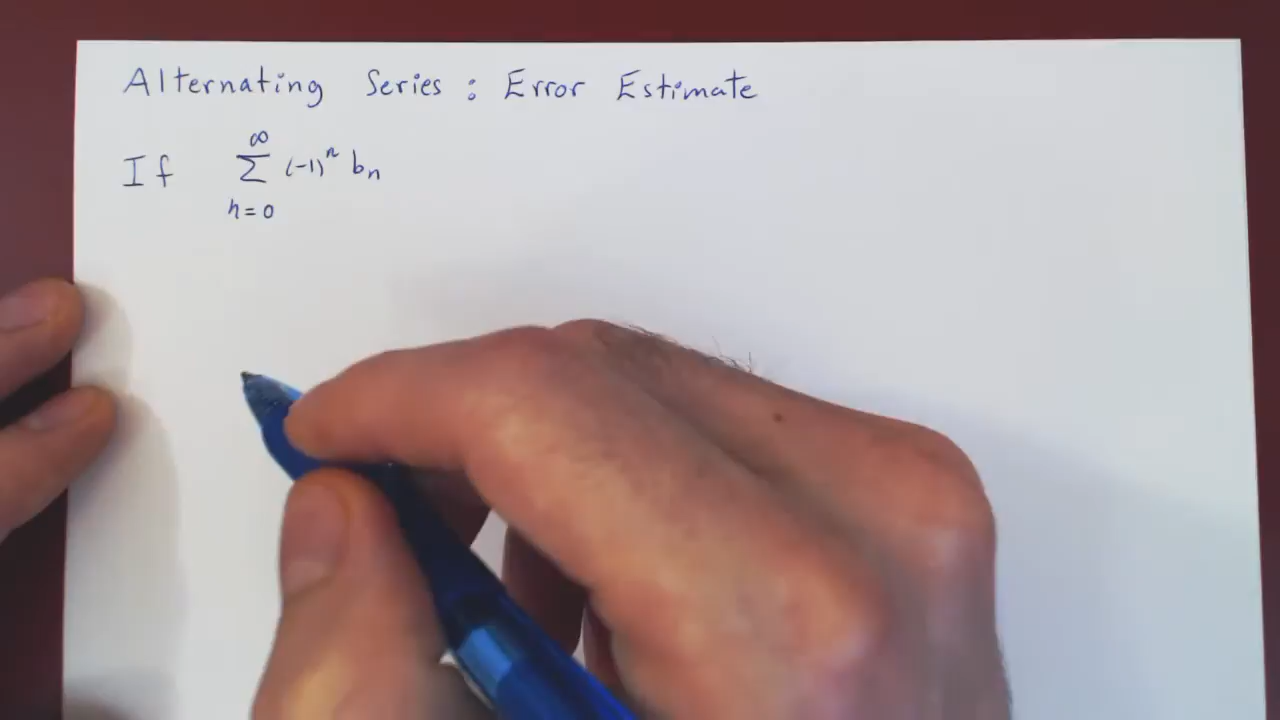 Alternating Series : Error Estimate
If ∞ Σ n=0 (-1)^n b_n